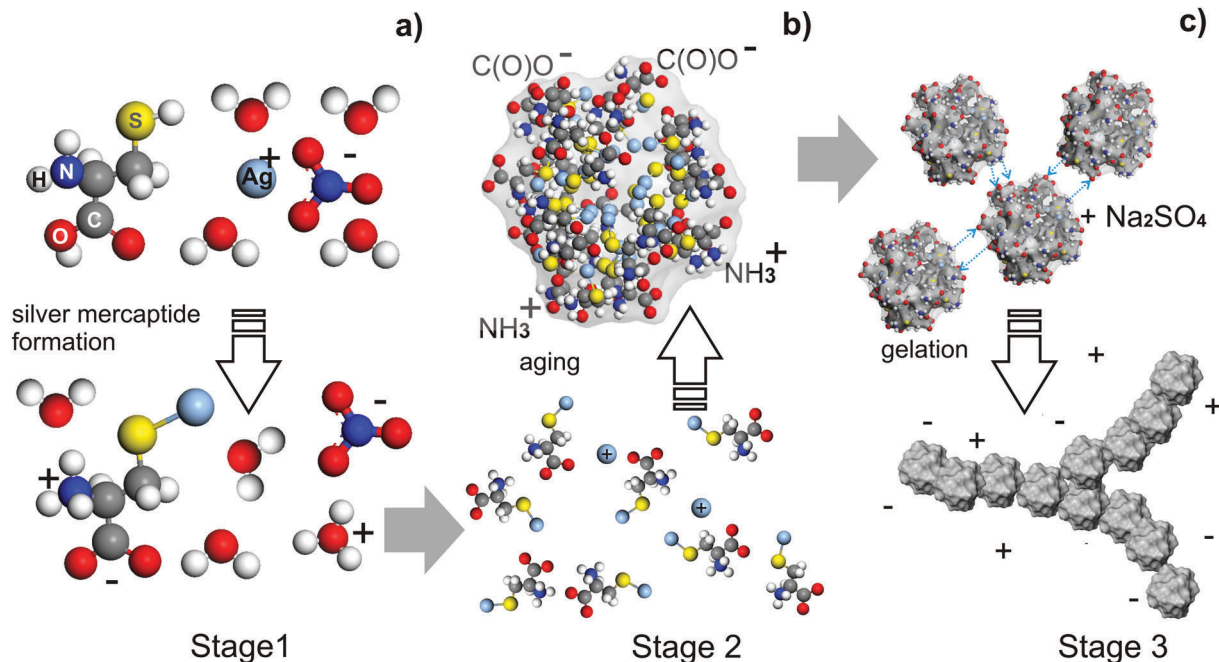 a)
S
H
N
C
O
Ag
+
-
silver mercaptide
formation
-
+
-
+
Stage1
b)
C(O)O⁻
C(O)O⁻
NH₃⁺
NH₃⁺
aging
+
+
Stage 2
c)
+ Na₂SO₄
gelation
+
-
+
-
+
-
+
-
-
Stage 3